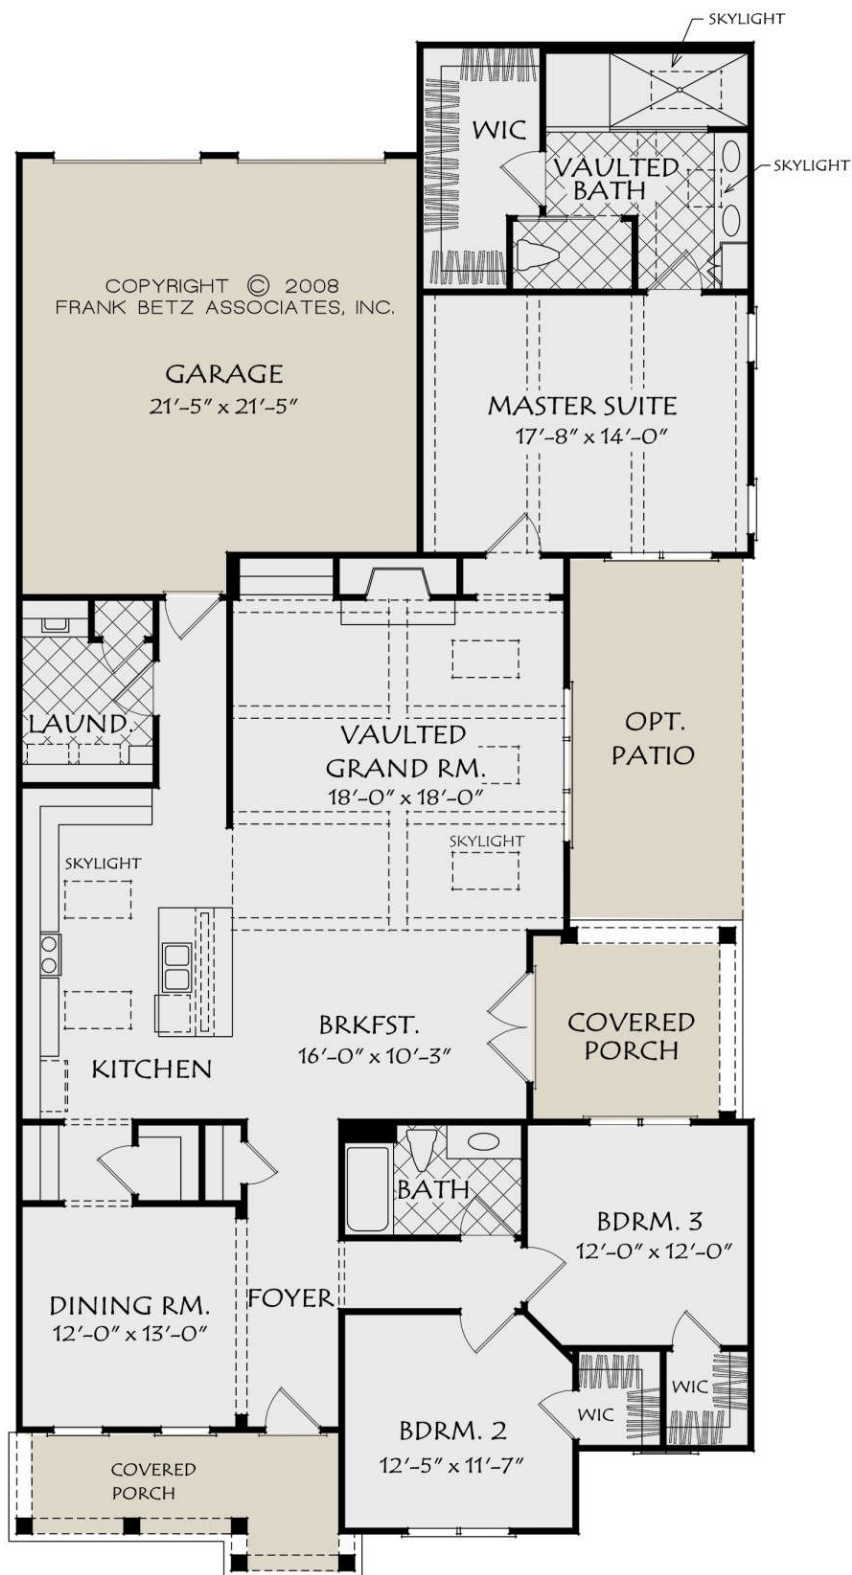 SKYLIGHT
WIC
VAULTED
BATH
SKYLIGHT
COPYRIGHT © 2008
FRANK BETZ ASSOCIATES, INC.
GARAGE
21'-5" x 21'-5"
MASTER SUITE
17'-8" x 14'-0"
LAUND.
VAULTED
GRAND RM.
18'-0" x 18'-0"
OPT.
PATIO
SKYLIGHT
SKYLIGHT
BRKFST.
16'-0" x 10'-3"
COVERED
PORCH
KITCHEN
BATH
BDRM. 3
12'-0" x 12'-0"
FOYER
DINING RM.
12'-0" x 13'-0"
WIC
WIC
BDRM. 2
12'-5" x 11'-7"
COVERED
PORCH